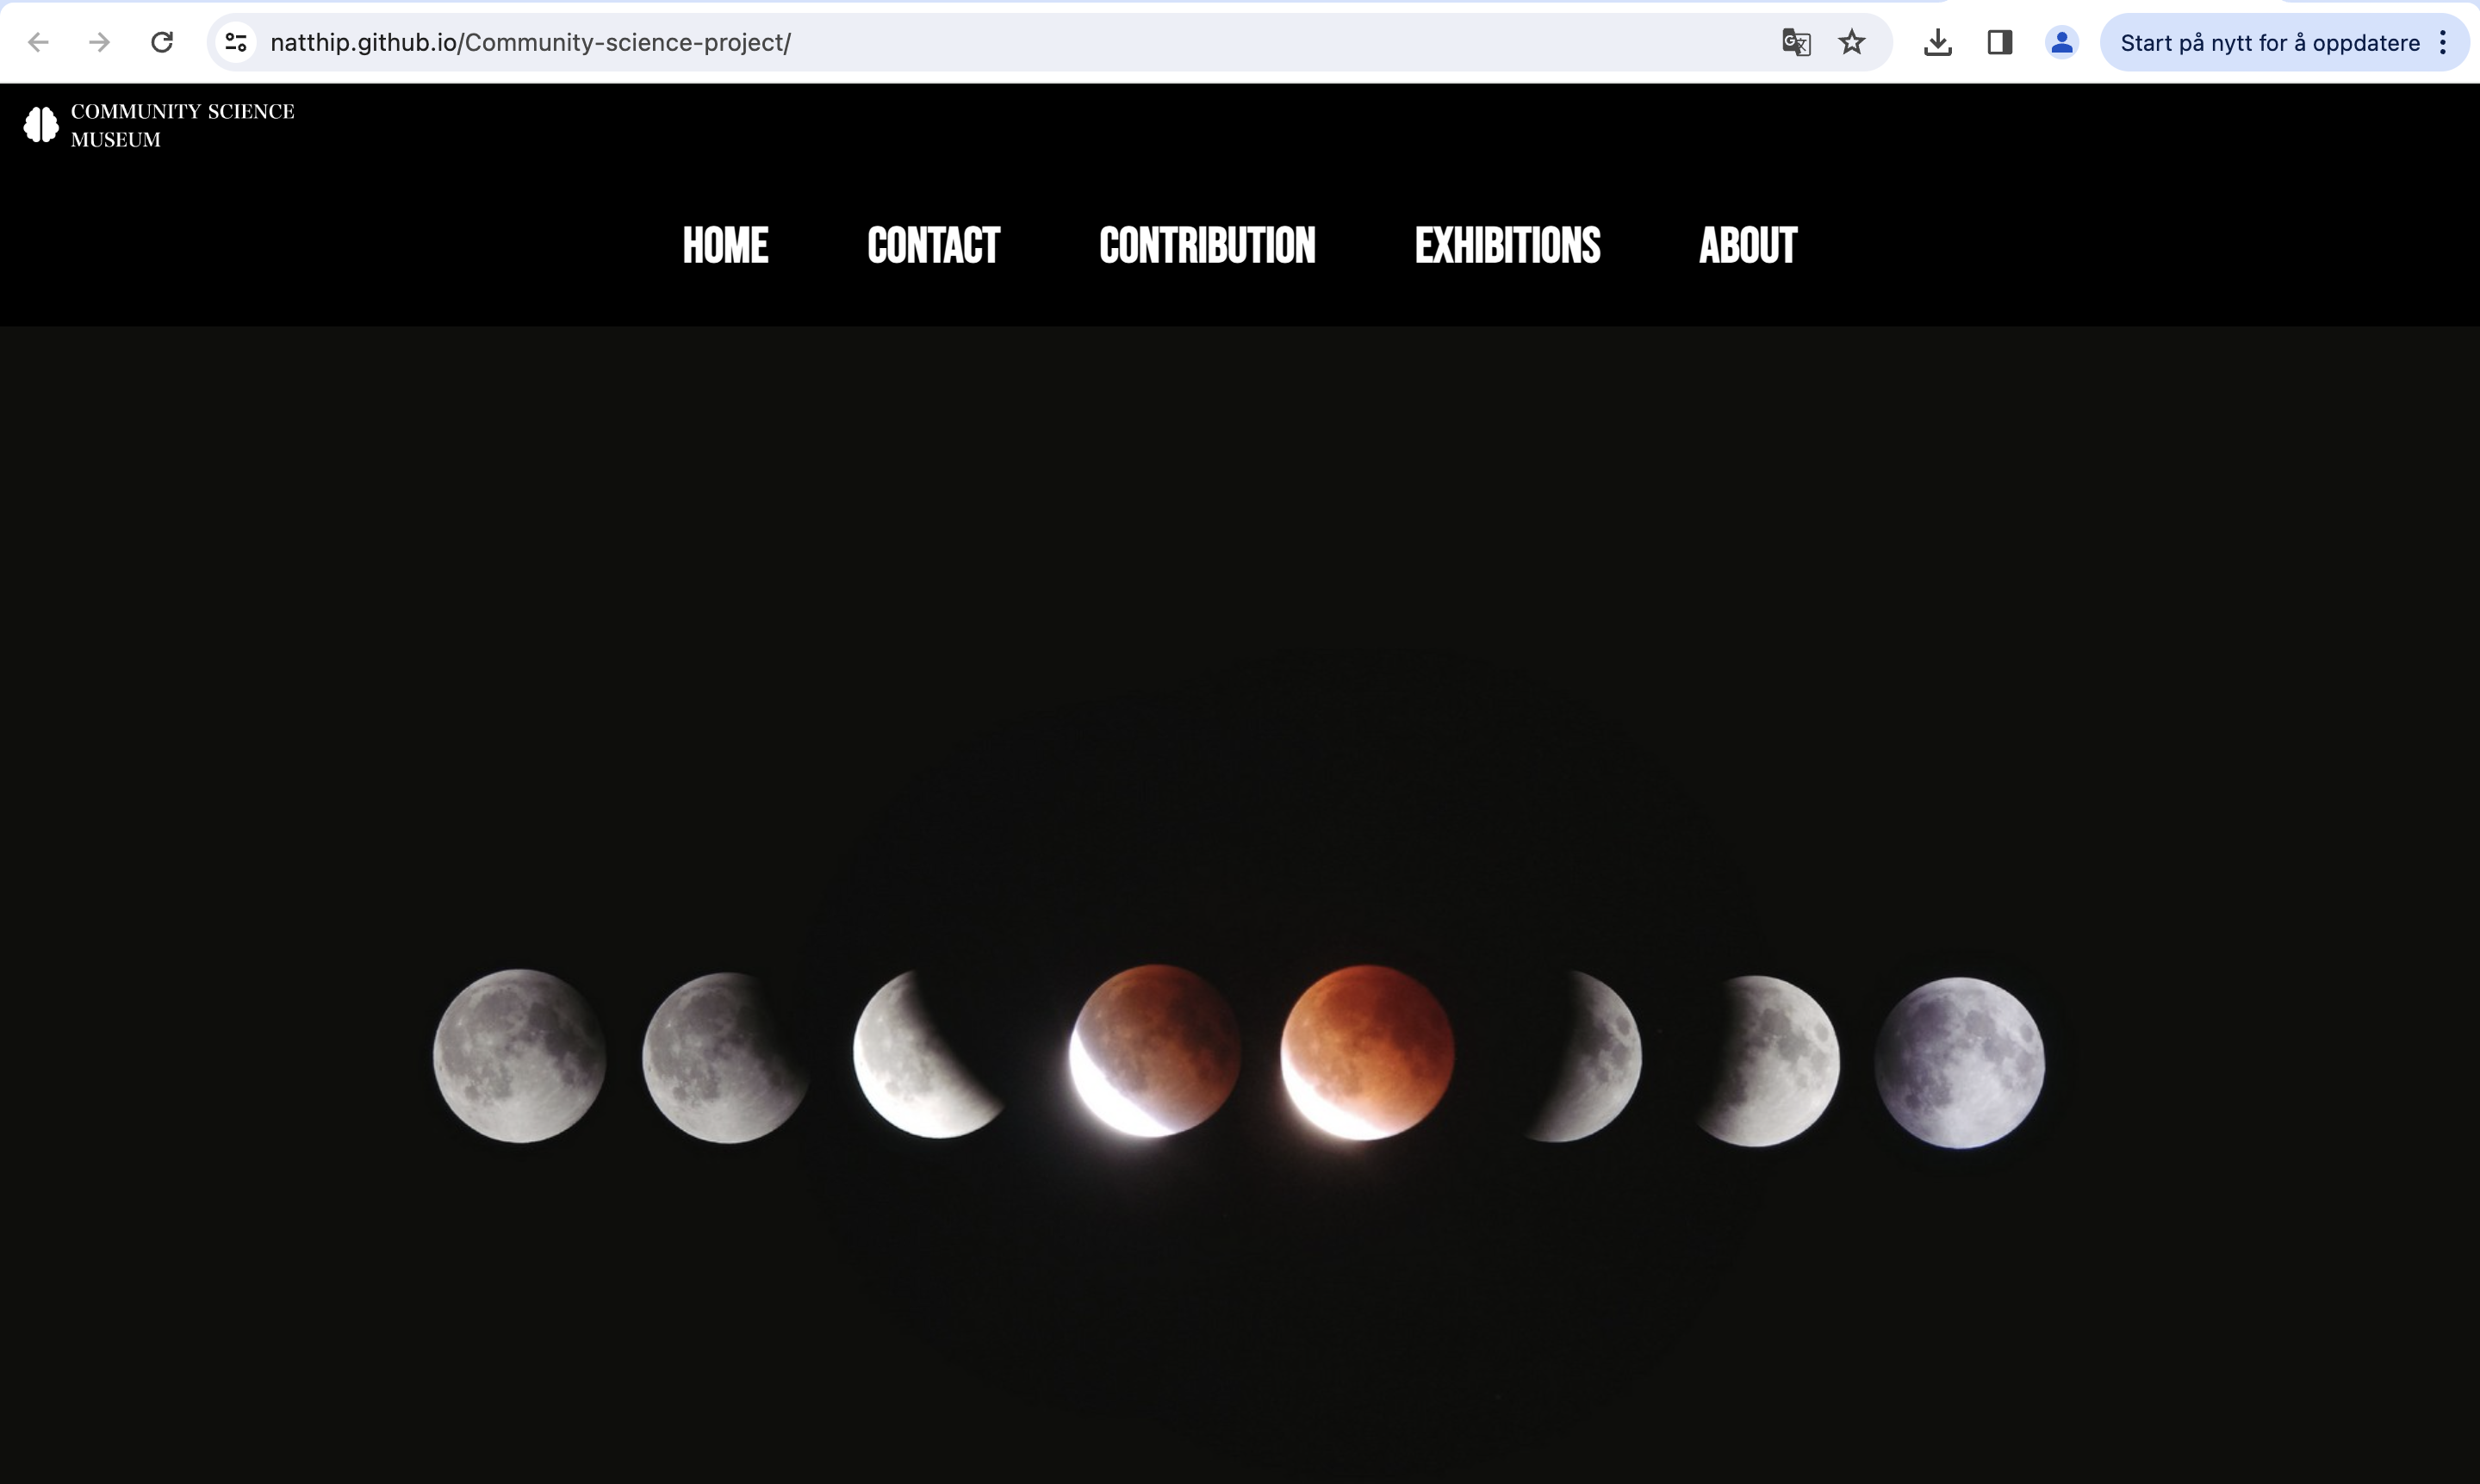 natthip.github.io/Community-science-project/
Start på nytt for å oppdatere
COMMUNITY SCIENCE
MUSEUM
HOME CONTACT CONTRIBUTION EXHIBITIONS ABOUT